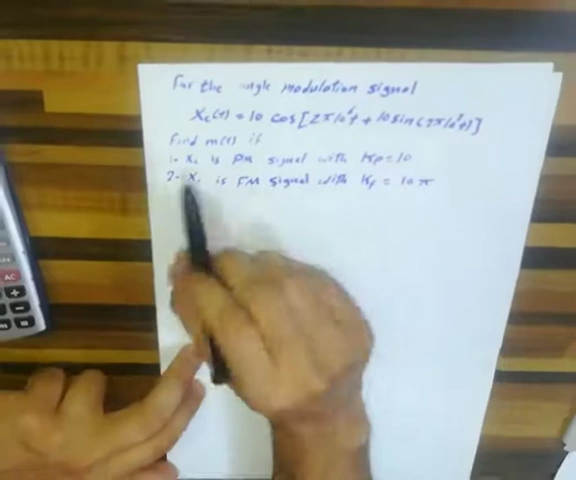 For the angle modulation signal
Xc(t) = 10 cos[2π10⁶t + 10 sin(2π10³t)]
Find m(t) if
1- Xc is PM signal with Kp = 10
2- Xc is FM signal with Kf = 10π
AC
+
-